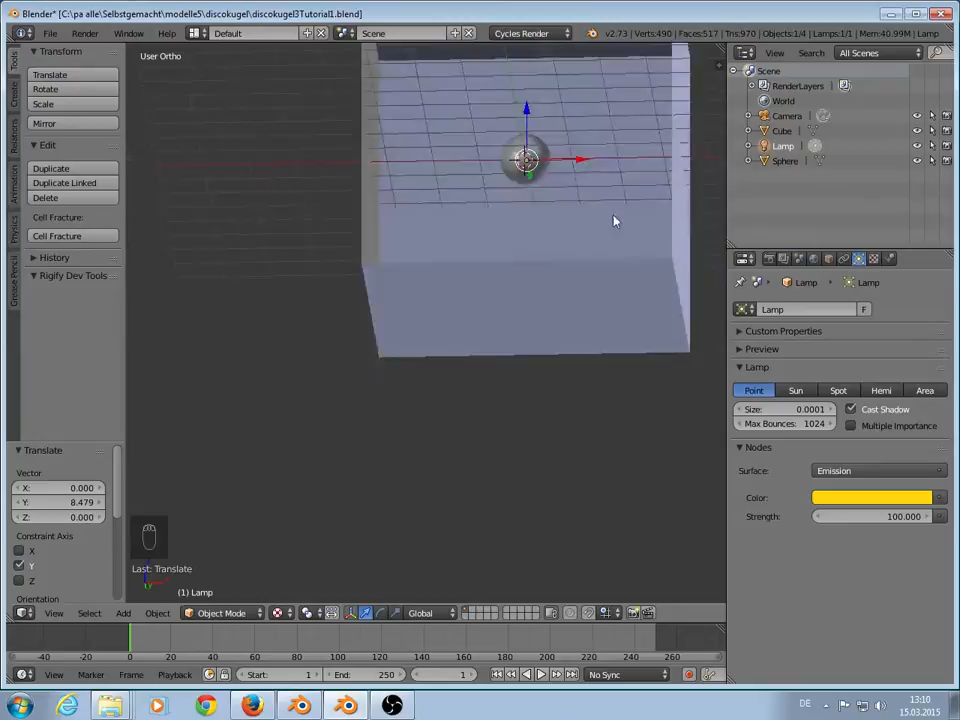 Blender* [C:\pa alle\Selbstgemacht\modelle5\discokugel\discokugel3Tutorial1.blend]
File Render Window Help Default Scene Cycles Render v2.73 | Verts:490 | Faces:517 | Tris:970 | Objects:1/4 | Lamps:1/1 | Mem:40.99M | Lamp
Tools
Create
Relations
Animation
Physics
Grease Pencil
Transform
Translate
Rotate
Scale
Mirror
Edit
Duplicate
Duplicate Linked
Delete
Cell Fracture:
Cell Fracture
History
Rigify Dev Tools
Translate
Vector
X: 0.000
Y: 8.479
Z: 0.000
Constraint Axis
X
Y
Z
Orientation
User Ortho
Last: Translate
(1) Lamp
View Select Add Object Object Mode Global
View Search All Scenes
Scene
RenderLayers
World
Camera
Cube
Lamp
Sphere
Lamp Lamp
Lamp F
Custom Properties
Preview
Lamp
Point Sun Spot Hemi Area
Size: 0.0001 Cast Shadow
Max Bounces: 1024 Multiple Importance
Nodes
Surface: Emission
Color:
Strength: 100.000
-40 -20 0 20 40 60 80 100 120 140 160 180 200 220 240 260
View Marker Frame Playback Start: 1 End: 250 1 No Sync
DE 13:10
15.03.2015